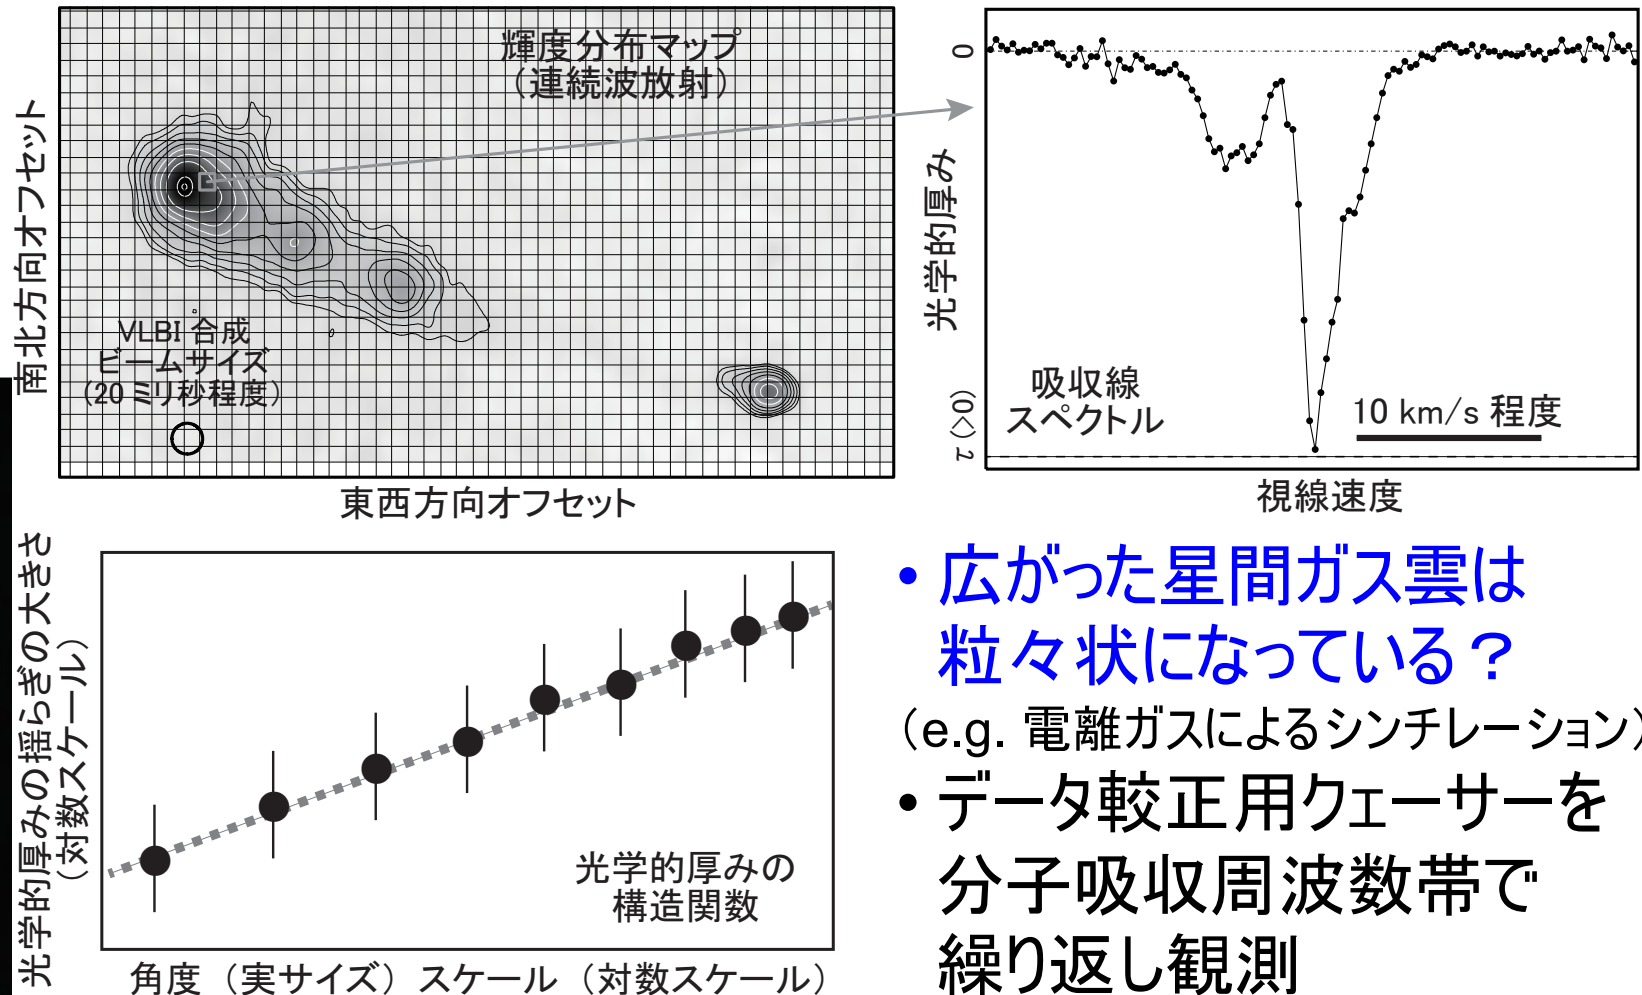 輝度分布マップ
（連続波放射）
南北方向オフセット
VLBI 合成
ビームサイズ
(20 ミリ秒程度)
東西方向オフセット
0
光学的厚み
τ (>0)
吸収線
スペクトル
10 km/s 程度
視線速度
光学的厚みの揺らぎの大きさ
（対数スケール）
光学的厚みの
構造関数
角度（実サイズ）スケール（対数スケール）
• 広がった星間ガス雲は
粒々状になっている？
（e.g. 電離ガスによるシンチレーション）
• データ較正用クェーサーを
分子吸収周波数帯で
繰り返し観測